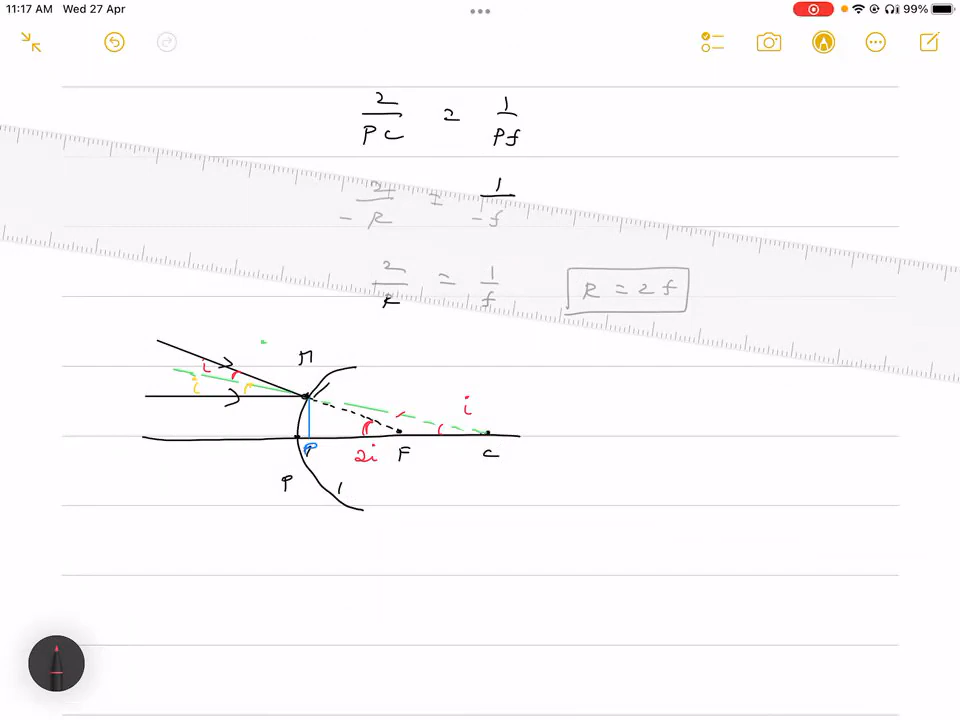 11:17 AM Wed 27 Apr
99%
2/PC = 1/Pf
2/-R = 1/-f
2/R = 1/f
R = 2f
M
i
i
i
P
2i
F
C
P